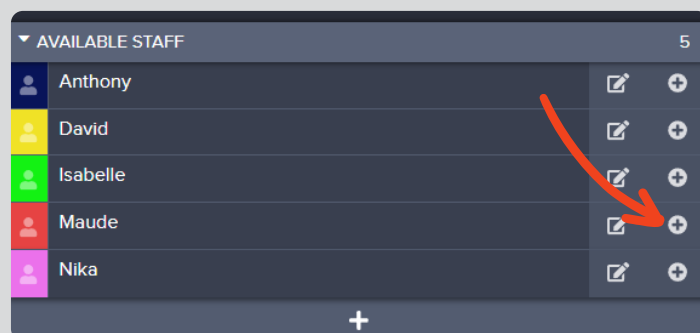 AVAILABLE STAFF 5
Anthony
David
Isabelle
Maude
Nika